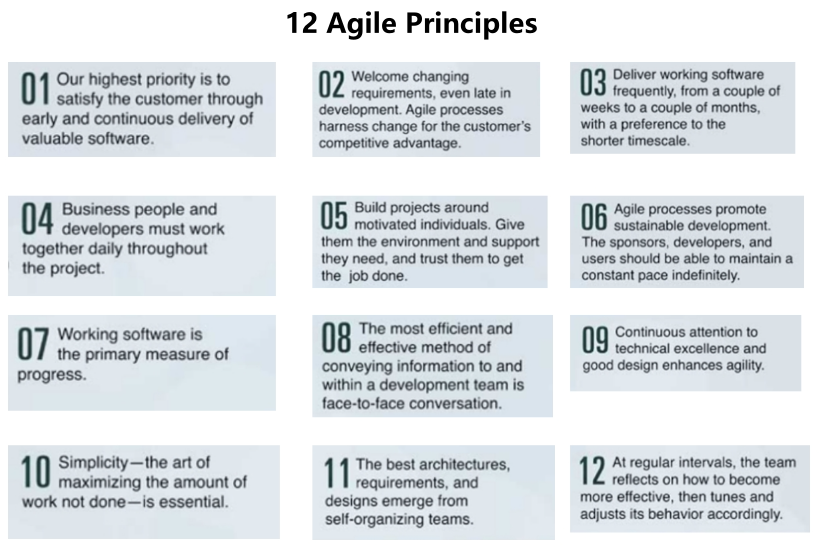 12 Agile Principles
01 Our highest priority is to
satisfy the customer through
early and continuous delivery of
valuable software.
02 Welcome changing
requirements, even late in
development. Agile processes
harness change for the customer's
competitive advantage.
03 Deliver working software
frequently, from a couple of
weeks to a couple of months,
with a preference to the
shorter timescale.
04 Business people and
developers must work
together daily throughout
the project.
05 Build projects around
motivated individuals. Give
them the environment and support
they need, and trust them to get
the job done.
06 Agile processes promote
sustainable development.
The sponsors, developers, and
users should be able to maintain a
constant pace indefinitely.
07 Working software is
the primary measure of
progress.
08 The most efficient and
effective method of
conveying information to and
within a development team is
face-to-face conversation.
09 Continuous attention to
technical excellence and
good design enhances agility.
10 Simplicity—the art of
maximizing the amount of
work not done—is essential.
11 The best architectures,
requirements, and
designs emerge from
self-organizing teams.
12 At regular intervals, the team
reflects on how to become
more effective, then tunes and
adjusts its behavior accordingly.